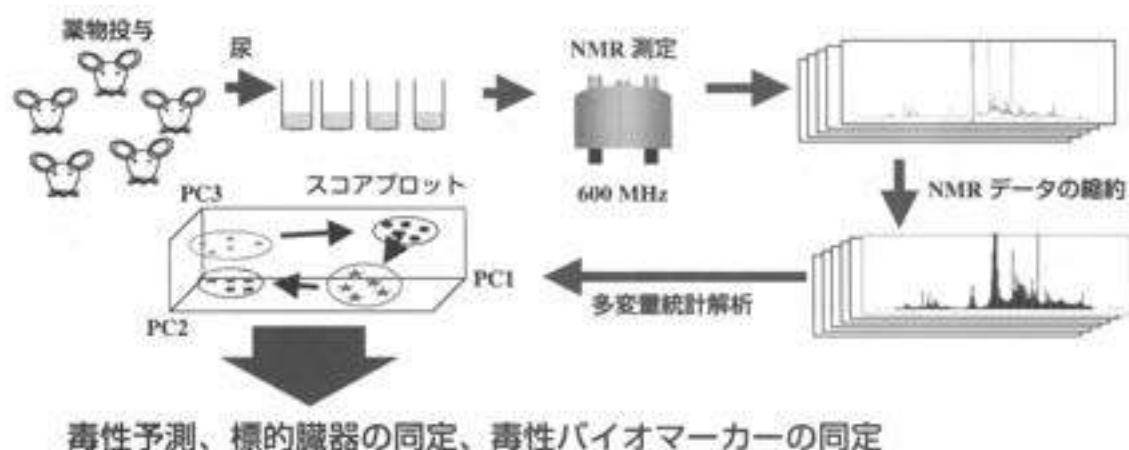 薬物投与
尿
NMR 測定
600 MHz
NMR データの縮約
多変量統計解析
スコアプロット
PC3
PC1
PC2
毒性予測、標的臓器の同定、毒性バイオマーカーの同定